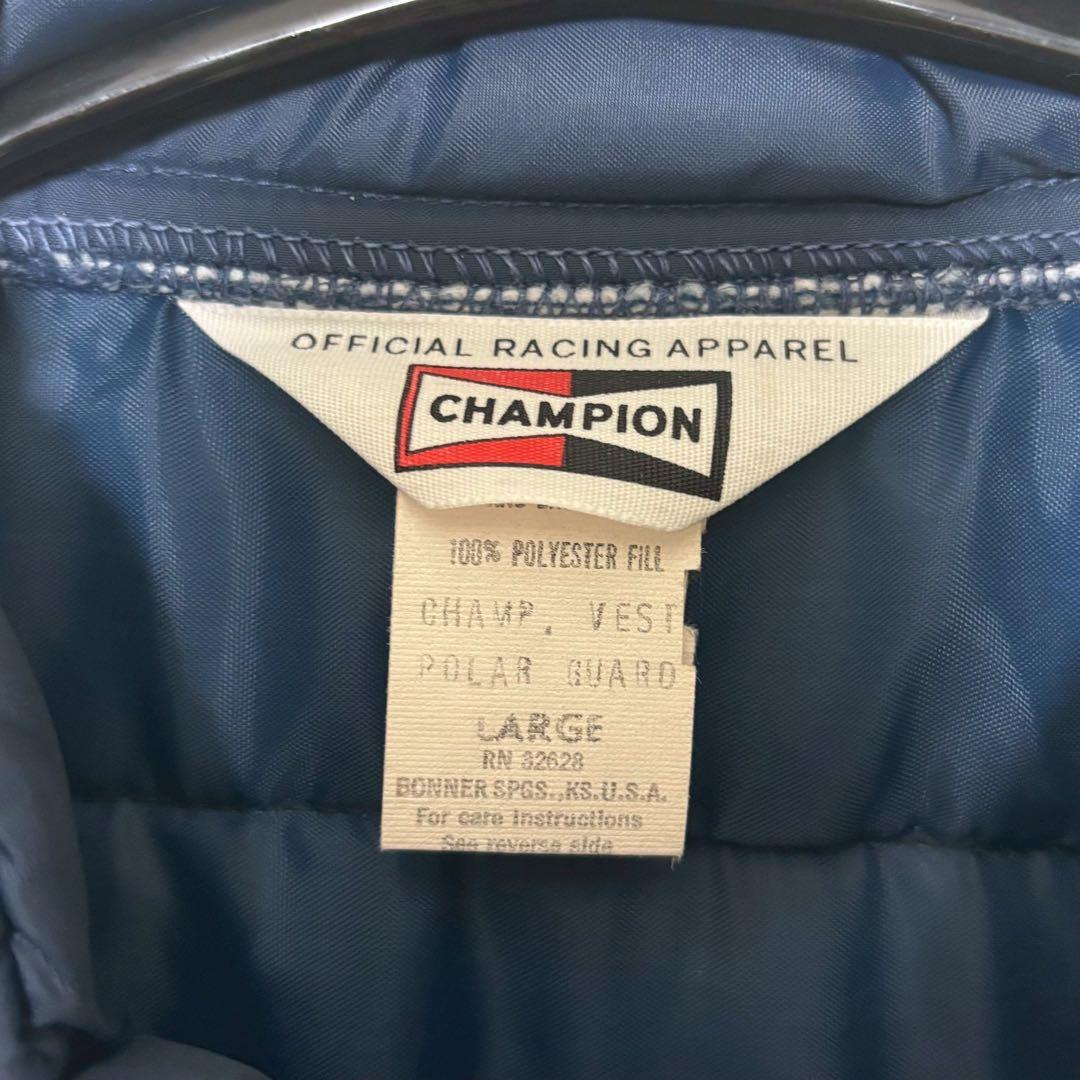 OFFICIAL RACING APPAREL
CHAMPION
100% POLYESTER FILL
CHAMP. VEST
POLAR GUARD
LARGE
RN 32628
BONNER SPGS.,KS.U.S.A.
For care instructions
See reverse side